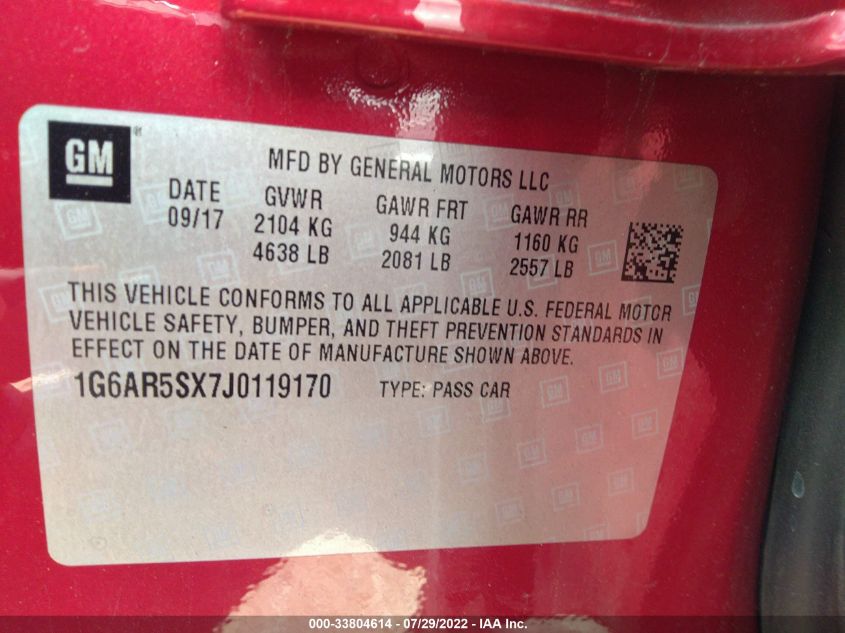 GM
MFD BY GENERAL MOTORS LLC
DATE GVWR GAWR FRT GAWR RR
09/17 2104 KG 944 KG 1160 KG
4638 LB 2081 LB 2557 LB
THIS VEHICLE CONFORMS TO ALL APPLICABLE U.S. FEDERAL MOTOR
VEHICLE SAFETY, BUMPER, AND THEFT PREVENTION STANDARDS IN
EFFECT ON THE DATE OF MANUFACTURE SHOWN ABOVE.
1G6AR5SX7J0119170 TYPE: PASS CAR
000-33804614 - 07/29/2022 - IAA Inc.